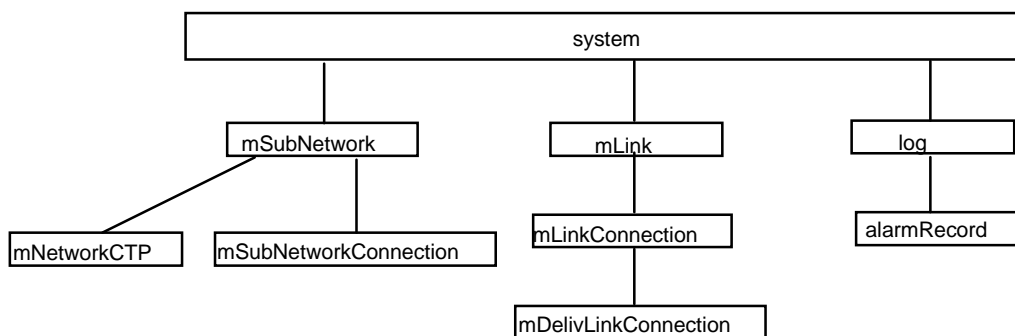 system
mSubNetwork
mLink
log
mNetworkCTP
mSubNetworkConnection
mLinkConnection
alarmRecord
mDelivLinkConnection